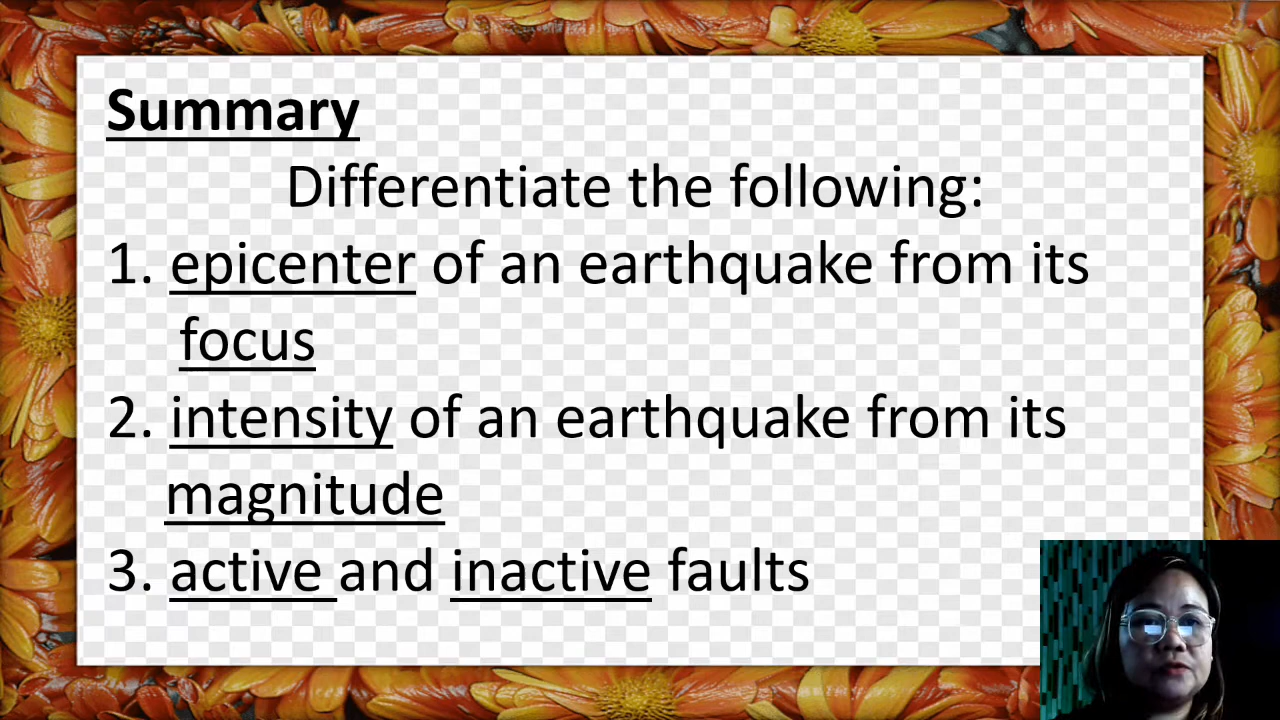 Summary
Differentiate the following:
1. epicenter of an earthquake from its
focus
2. intensity of an earthquake from its
magnitude
3. active and inactive faults